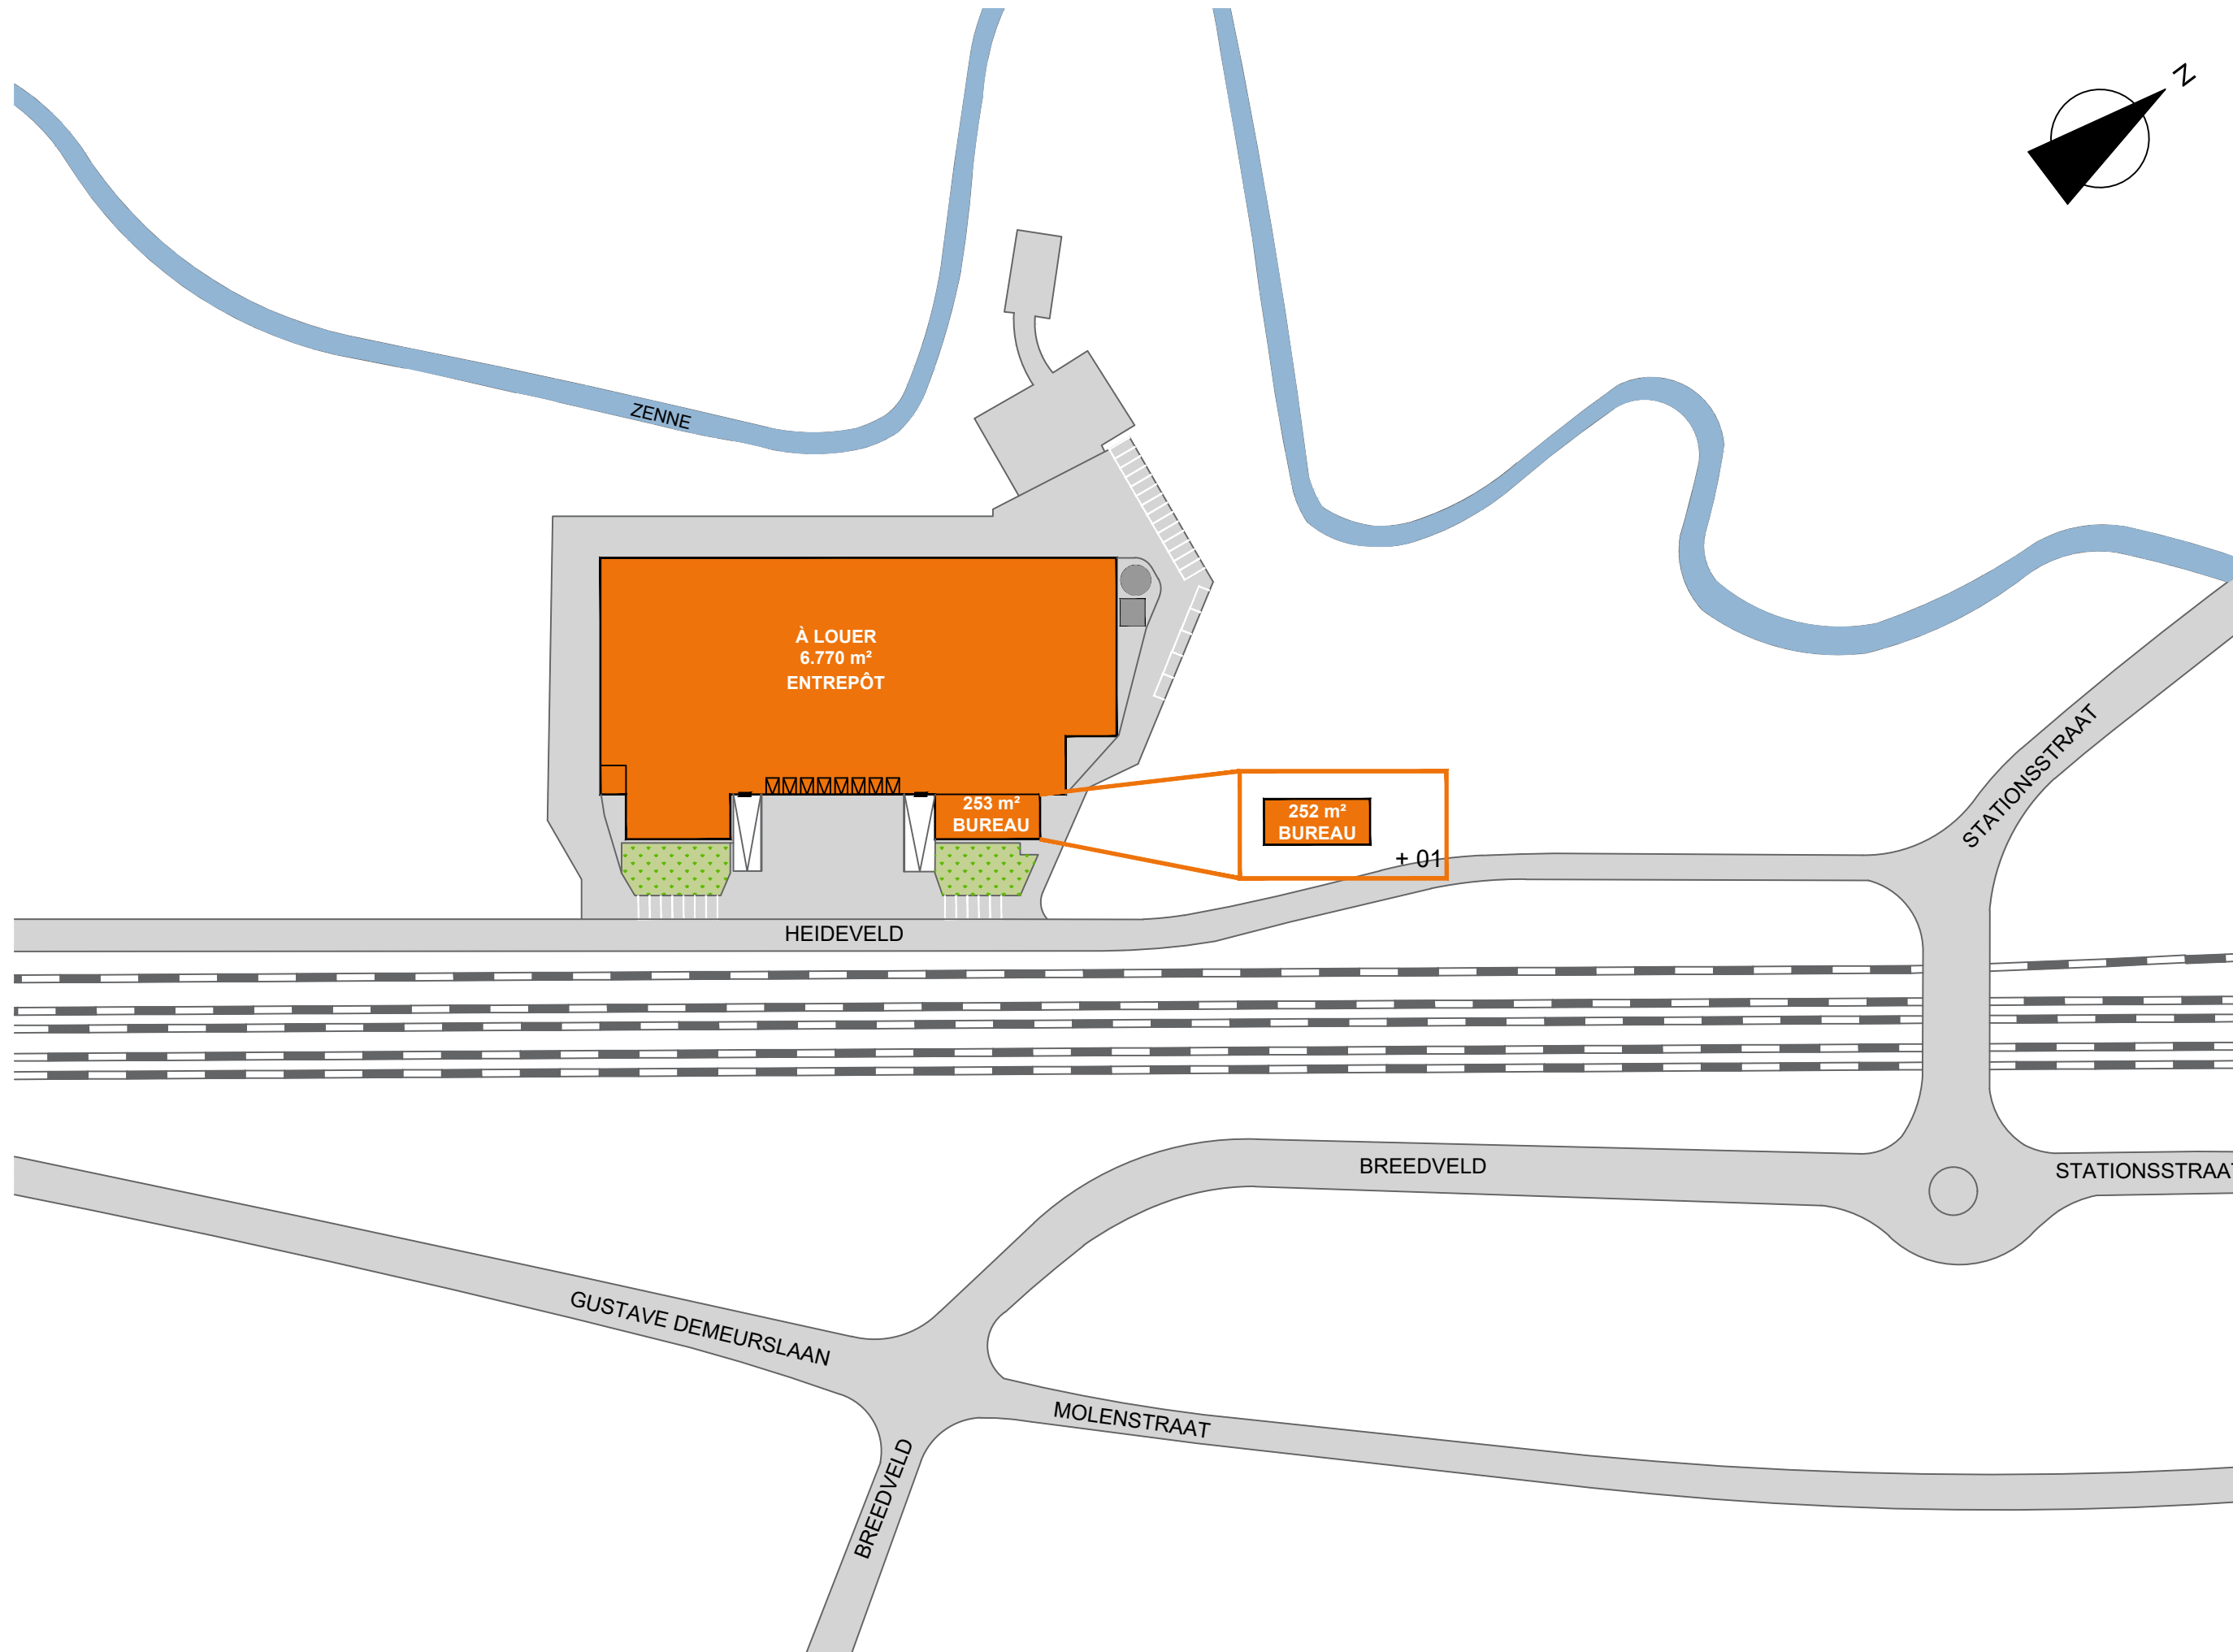 N
ZENNE
À LOUER
6.770 m²
ENTREPÔT
STATIONSSTRAAT
253 m²
BUREAU
252 m²
BUREAU
+ 01
HEIDEVELD
BREEDVELD
STATIONSSTRAAT
GUSTAVE DEMEURSLAAN
MOLENSTRAAT
BREEDVELD